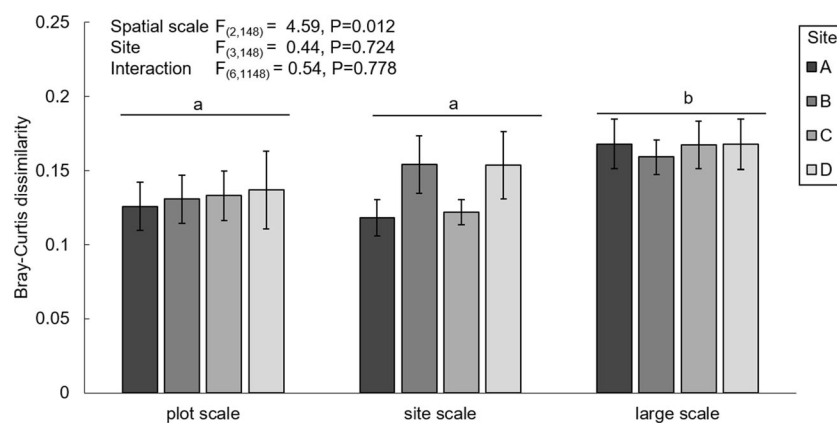 Spatial scale F(2,148) = 4.59, P=0.012
Site F(3,148) = 0.44, P=0.724
Interaction F(6,1148) = 0.54, P=0.778
Bray-Curtis dissimilarity
0.25
0.2
0.15
0.1
0.05
0
a
a
b
plot scale
site scale
large scale
Site
A
B
C
D